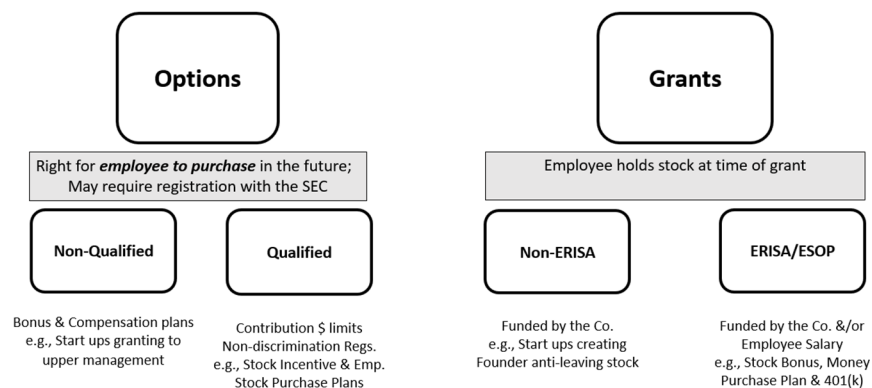 Options
Grants
Right for employee to purchase in the future;
May require registration with the SEC
Employee holds stock at time of grant
Non-Qualified
Qualified
Non-ERISA
ERISA/ESOP
Bonus & Compensation plans
e.g., Start ups granting to
upper management
Contribution $ limits
Non-discrimination Regs.
e.g., Stock Incentive & Emp.
Stock Purchase Plans
Funded by the Co.
e.g., Start ups creating
Founder anti-leaving stock
Funded by the Co. &/or
Employee Salary
e.g., Stock Bonus, Money
Purchase Plan & 401(k)